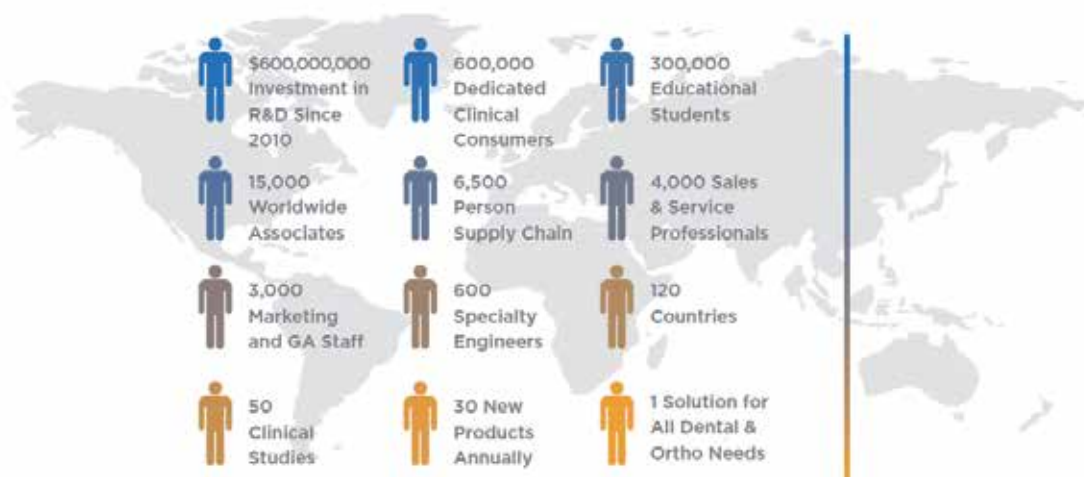 $600,000,000
Investment in
R&D Since
2010
600,000
Dedicated
Clinical
Consumers
300,000
Educational
Students
15,000
Worldwide
Associates
6,500
Person
Supply Chain
4,000 Sales
& Service
Professionals
3,000
Marketing
and GA Staff
600
Specialty
Engineers
120
Countries
50
Clinical
Studies
30 New
Products
Annually
1 Solution for
All Dental &
Ortho Needs